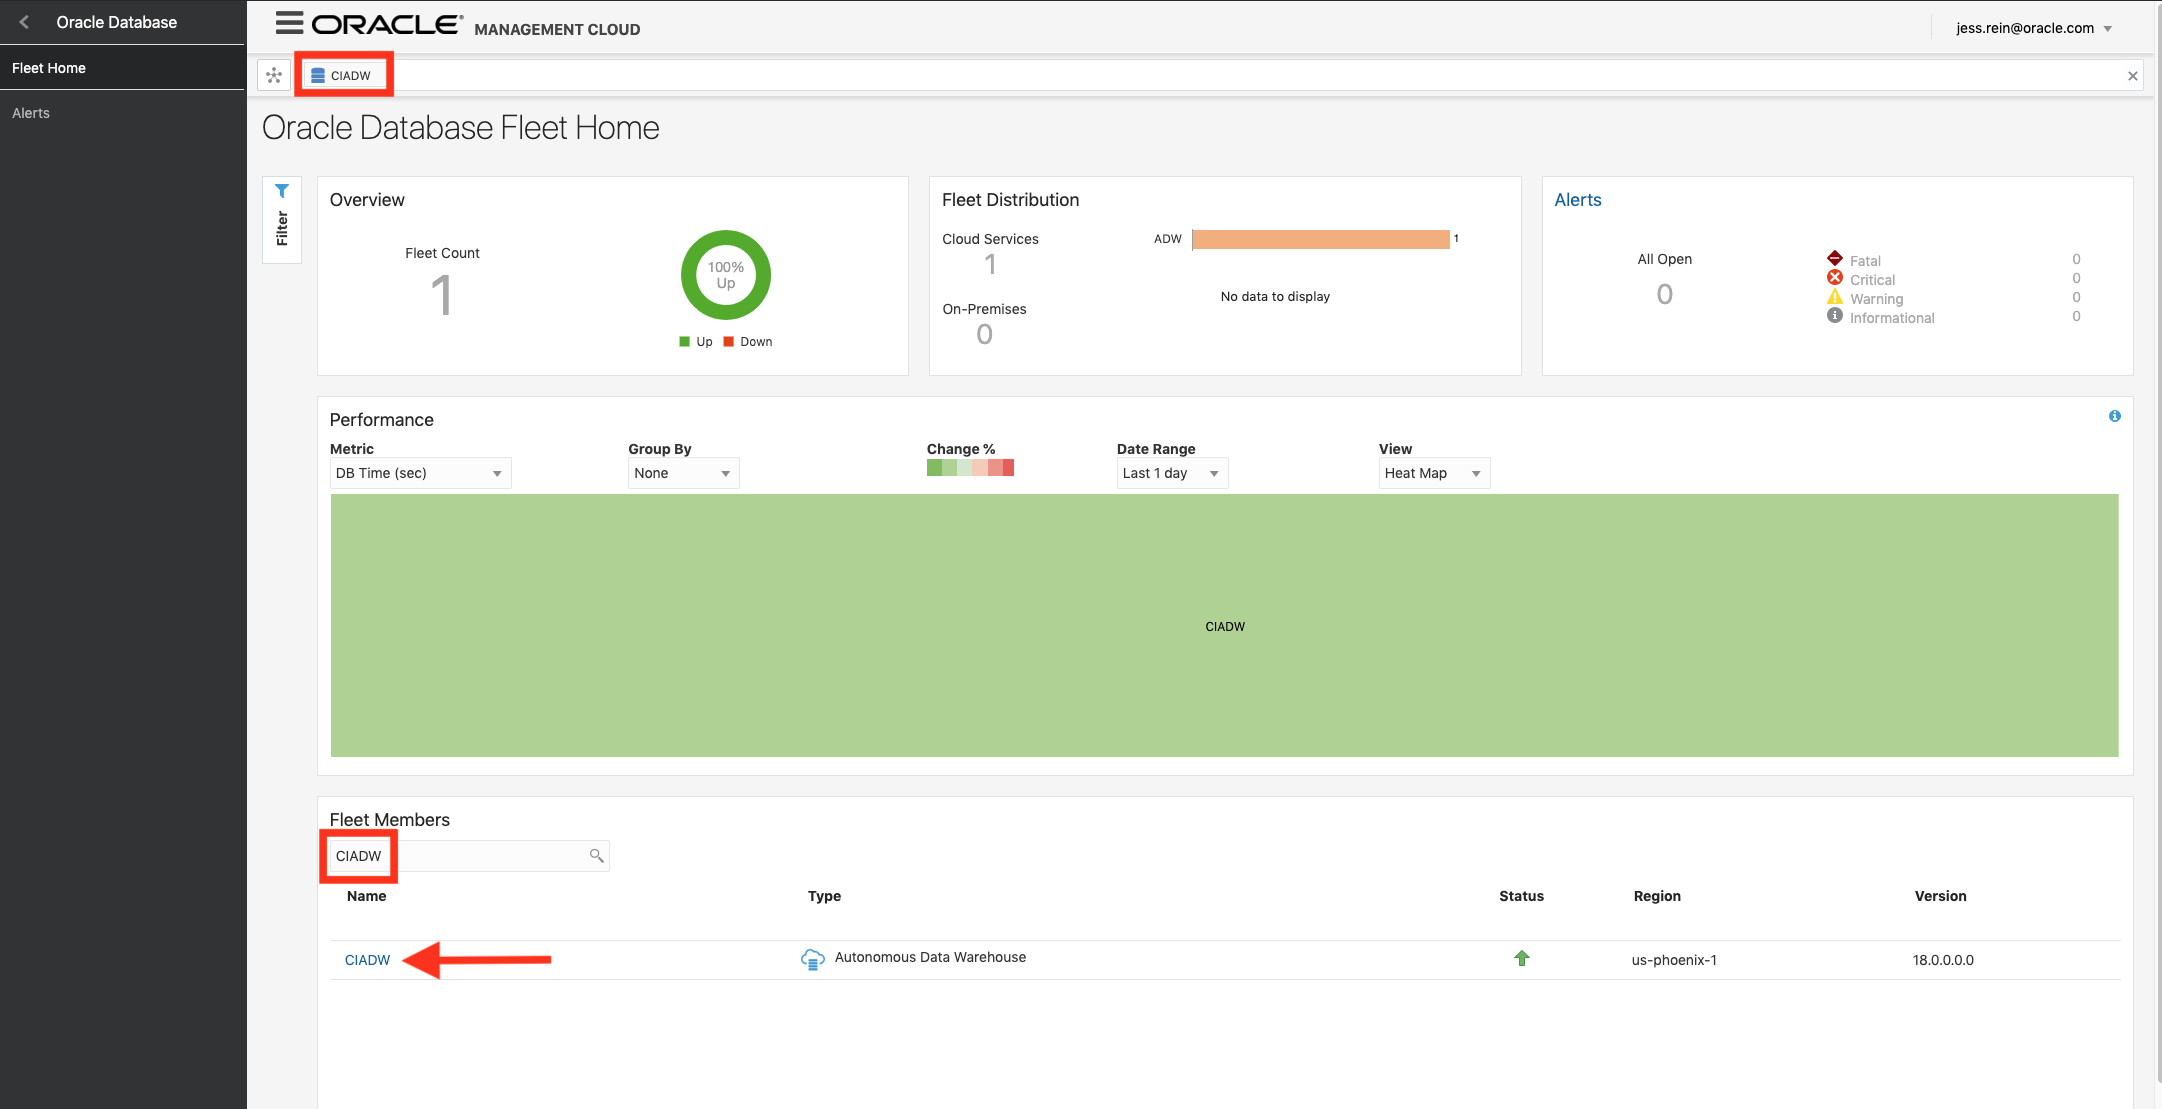 Oracle Database
Fleet Home
Alerts
ORACLE® MANAGEMENT CLOUD
jess.rein@oracle.com
CIADW
Oracle Database Fleet Home
Filter
Overview
Fleet Count
1
100%
Up
Up Down
Fleet Distribution
Cloud Services
1
ADW 1
On-Premises
0
No data to display
Alerts
All Open
0
Fatal 0
Critical 0
Warning 0
Informational 0
Performance
Metric Group By Change % Date Range View
DB Time (sec) None Last 1 day Heat Map
CIADW
Fleet Members
CIADW
Name Type Status Region Version
CIADW Autonomous Data Warehouse us-phoenix-1 18.0.0.0.0